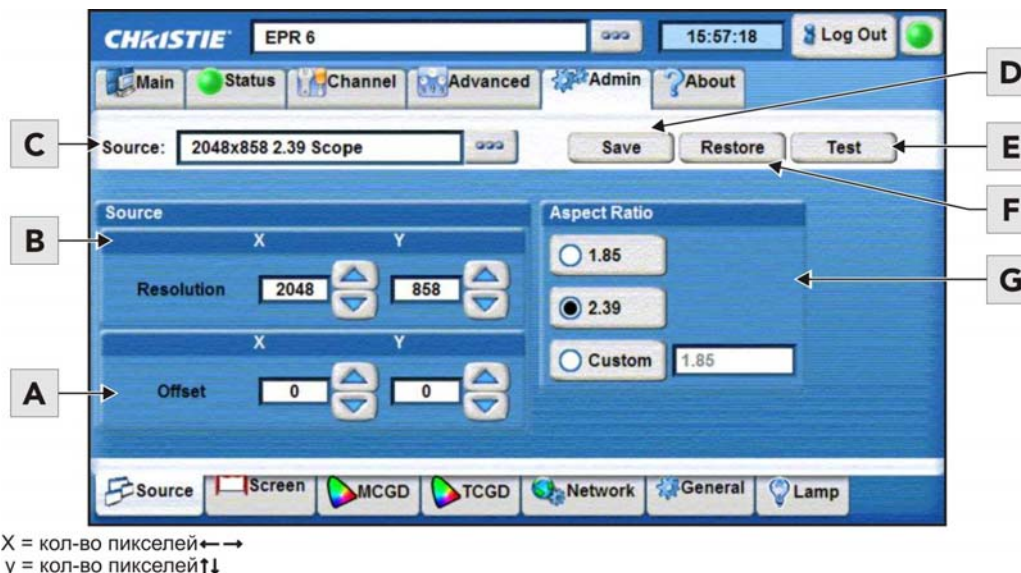 CHRISTIE EPR 6 15:57:18 Log Out
Main Status Channel Advanced Admin About
D
C Source: 2048x858 2.39 Scope Save Restore Test E
F
Source Aspect Ratio
B X Y
1.85
Resolution 2048 858
G
2.39
X Y
Custom 1.85
A Offset 0 0
Source Screen MCGD TCGD Network General Lamp
X = кол-во пикселей←→
y = кол-во пикселей↑↓